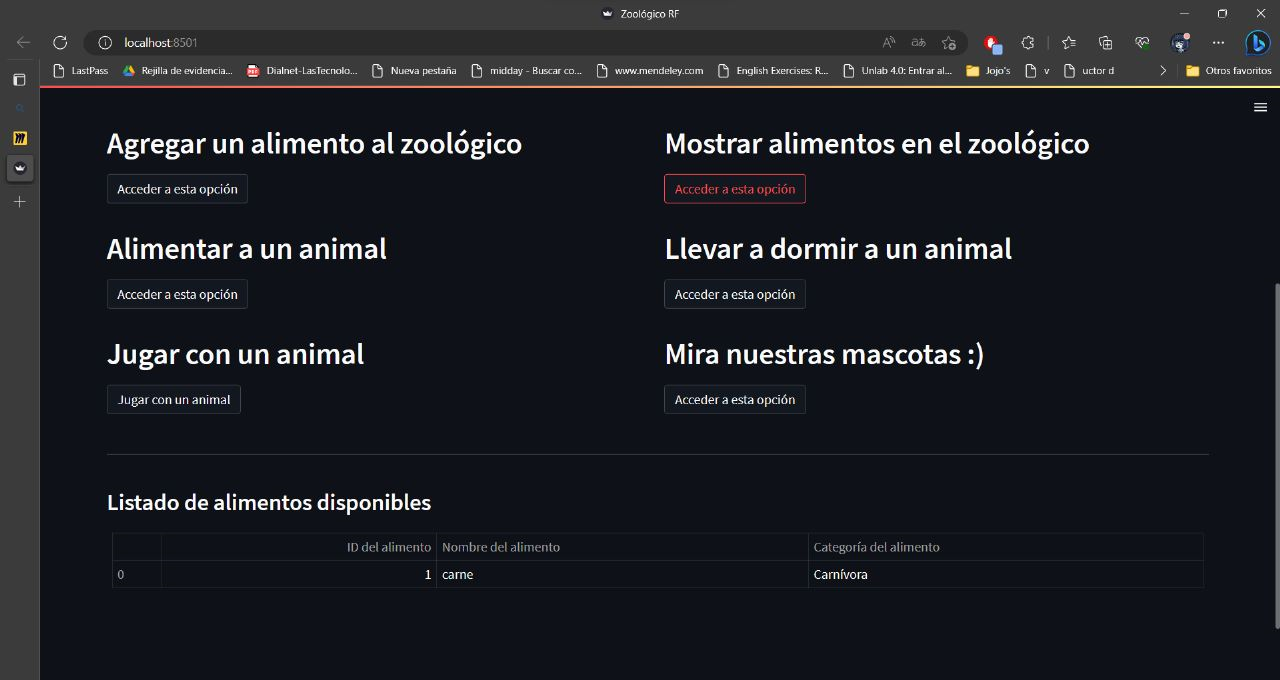 Zoológico RF
localhost:8501
LastPass Rejilla de evidencia... Dialnet-LasTecnolo... Nueva pestaña midday - Buscar co... www.mendeley.com English Exercises: R... Unlab 4.0: Entrar al... Jojo's v uctor d Otros favoritos
Agregar un alimento al zoológico
Acceder a esta opción
Mostrar alimentos en el zoológico
Acceder a esta opción
Alimentar a un animal
Acceder a esta opción
Llevar a dormir a un animal
Acceder a esta opción
Jugar con un animal
Jugar con un animal
Mira nuestras mascotas :)
Acceder a esta opción
Listado de alimentos disponibles
ID del alimento Nombre del alimento Categoría del alimento
0 1 carne Carnívora